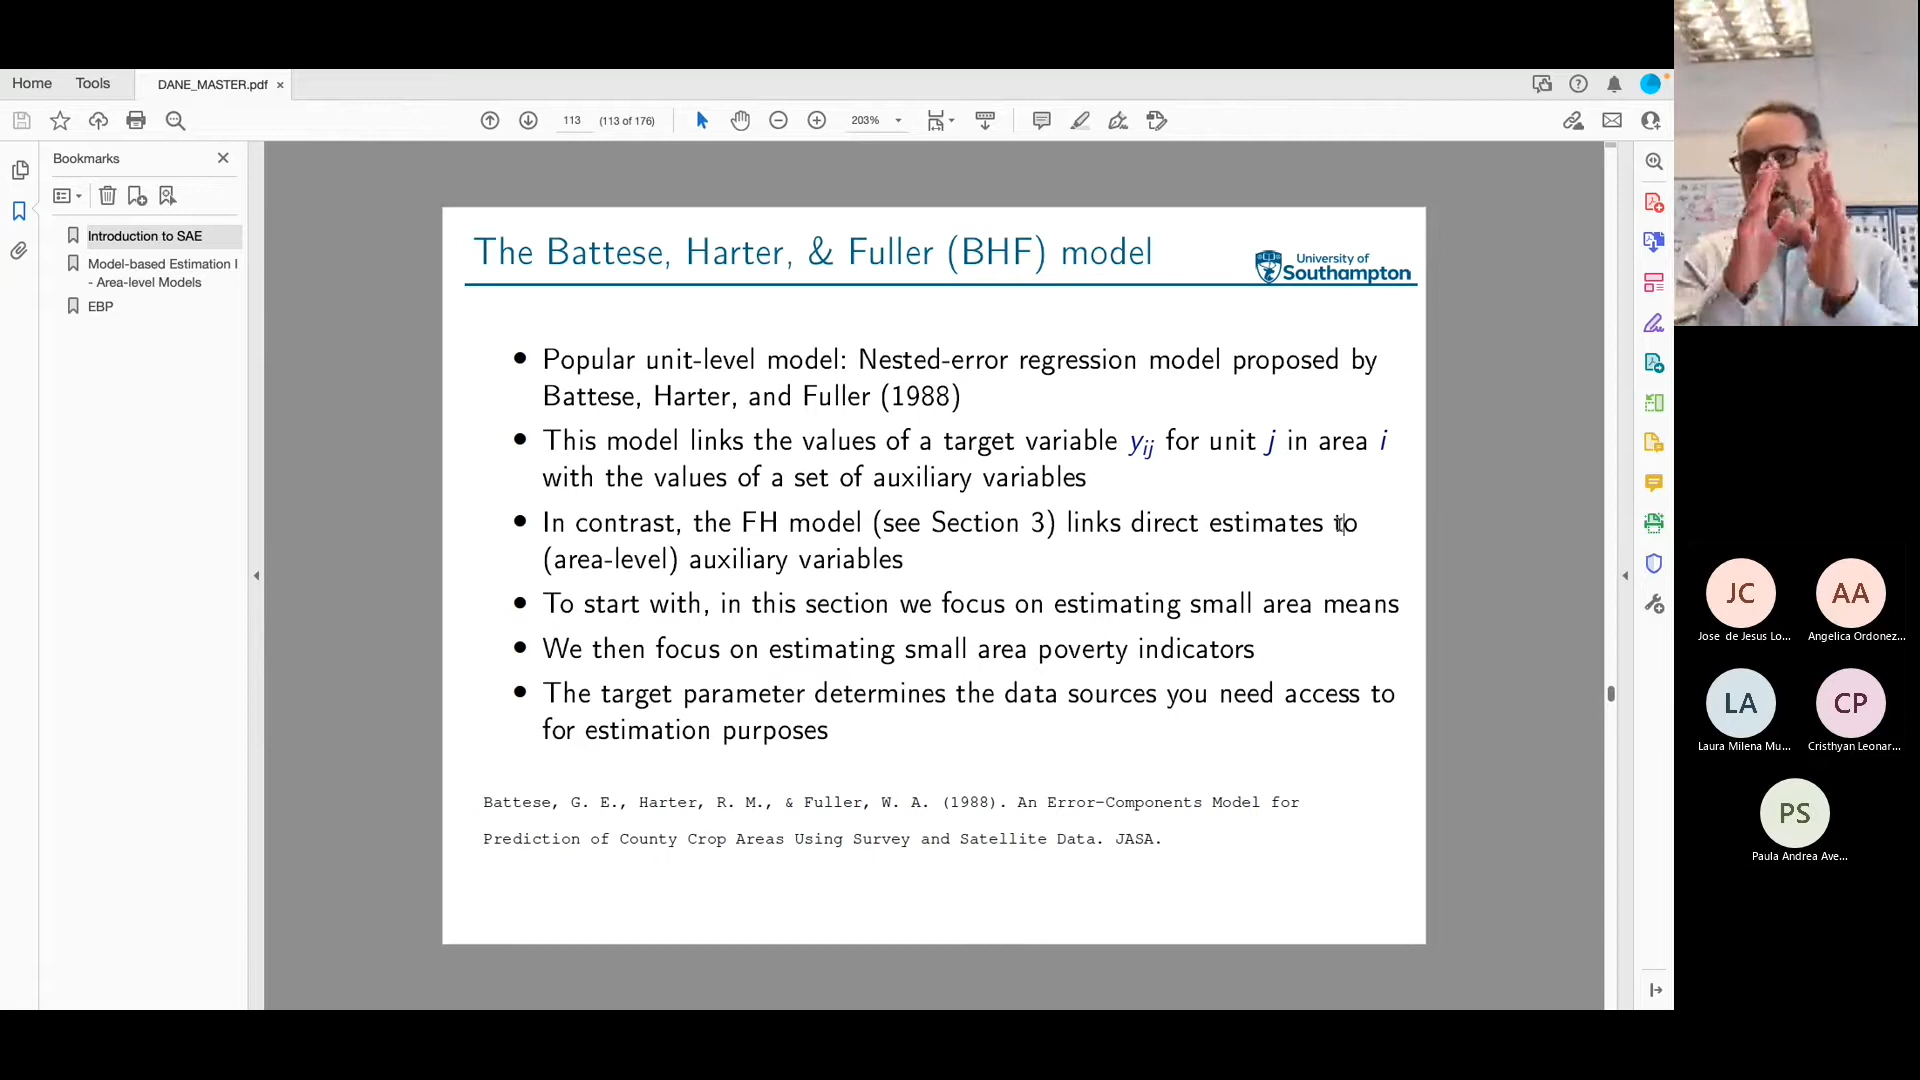 Home Tools DANE_MASTER.pdf ×
113 (113 of 176) 203%
Bookmarks
Introduction to SAE
Model-based Estimation I
- Area-level Models
EBP
The Battese, Harter, & Fuller (BHF) model
University of
Southampton
• Popular unit-level model: Nested-error regression model proposed by
Battese, Harter, and Fuller (1988)
• This model links the values of a target variable yij for unit j in area i
with the values of a set of auxiliary variables
• In contrast, the FH model (see Section 3) links direct estimates to
(area-level) auxiliary variables
• To start with, in this section we focus on estimating small area means
• We then focus on estimating small area poverty indicators
• The target parameter determines the data sources you need access to
for estimation purposes
Battese, G. E., Harter, R. M., & Fuller, W. A. (1988). An Error-Components Model for
Prediction of County Crop Areas Using Survey and Satellite Data. JASA.
JC AA
Jose de Jesus Lo... Angelica Ordonez...
LA CP
Laura Milena Mu... Cristhyan Leonar...
PS
Paula Andrea Ave...